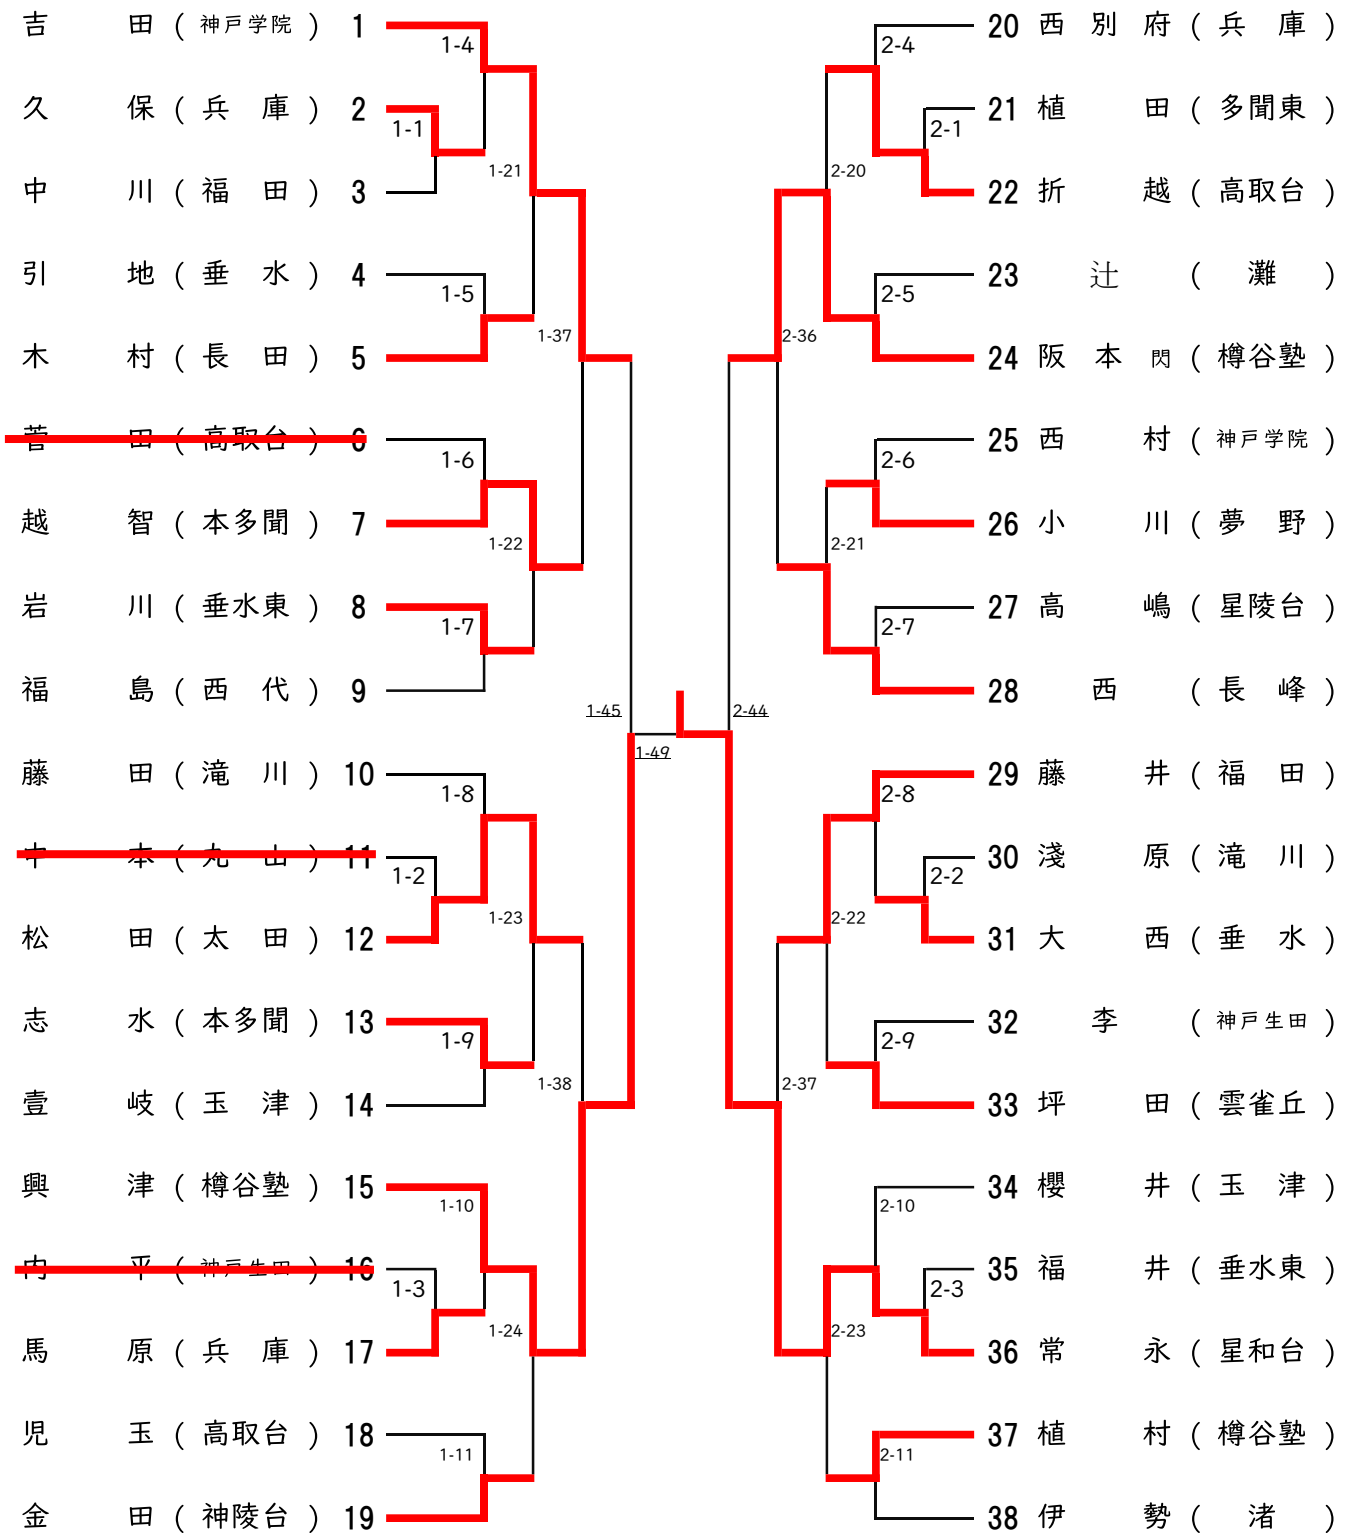 吉 田 ( 神戸学院 ) 1
久 保 ( 兵 庫 ) 2
中 川 ( 福 田 ) 3
引 地 ( 垂 水 ) 4
木 村 ( 長 田 ) 5
菅 田 ( 高取台 ) 6
越 智 ( 本多聞 ) 7
岩 川 ( 垂水東 ) 8
福 島 ( 西 代 ) 9
藤 田 ( 滝 川 ) 10
中 本 ( 丸 山 ) 11
松 田 ( 太 田 ) 12
志 水 ( 本多聞 ) 13
壹 岐 ( 玉 津 ) 14
興 津 ( 樽谷塾 ) 15
内 平 ( 神戸生田 ) 16
馬 原 ( 兵 庫 ) 17
児 玉 ( 高取台 ) 18
金 田 ( 神陵台 ) 19
1-4
1-1
1-21
1-5
1-37
1-6
1-22
1-7
1-45
1-49
1-8
1-2
1-23
1-9
1-38
1-10
1-3
1-24
1-11
2-4
2-1
2-20
2-5
2-36
2-6
2-21
2-7
2-44
2-8
2-2
2-22
2-9
2-37
2-10
2-3
2-23
2-11
20 西 別 府 ( 兵 庫 )
21 植 田 ( 多聞東 )
22 折 越 ( 高取台 )
23 辻 ( 灘 )
24 阪 本 閃 ( 樽谷塾 )
25 西 村 ( 神戸学院 )
26 小 川 ( 夢 野 )
27 高 嶋 ( 星陵台 )
28 西 ( 長 峰 )
29 藤 井 ( 福 田 )
30 淺 原 ( 滝 川 )
31 大 西 ( 垂 水 )
32 李 ( 神戸生田 )
33 坪 田 ( 雲雀丘 )
34 櫻 井 ( 玉 津 )
35 福 井 ( 垂水東 )
36 常 永 ( 星和台 )
37 植 村 ( 樽谷塾 )
38 伊 勢 ( 渚 )